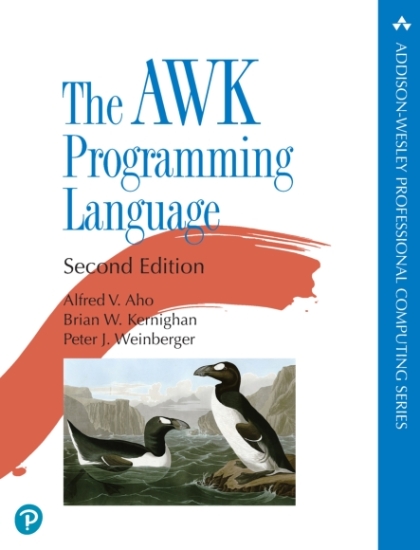 The AWK
Programming
Language
Second Edition
Alfred V. Aho
Brian W. Kernighan
Peter J. Weinberger
ADDISON-WESLEY PROFESSIONAL COMPUTING SERIES
P